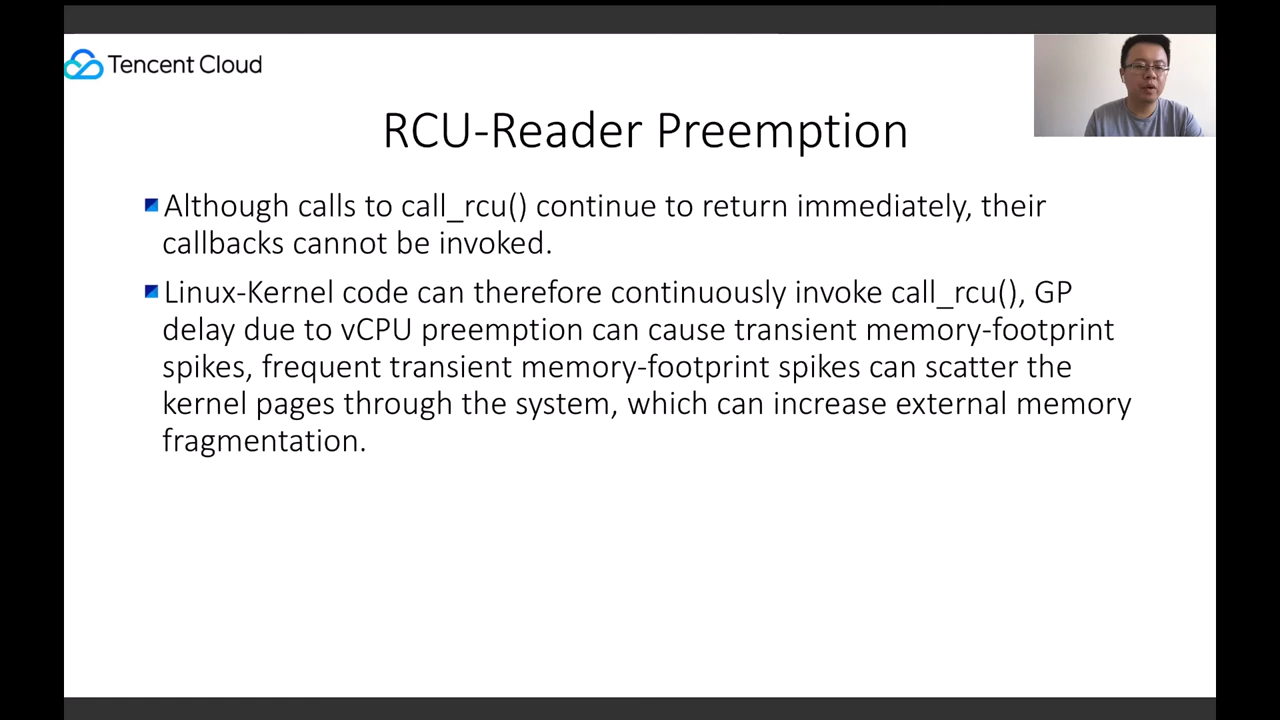 Tencent Cloud
RCU-Reader Preemption
Although calls to call_rcu() continue to return immediately, their
callbacks cannot be invoked.
Linux-Kernel code can therefore continuously invoke call_rcu(), GP
delay due to vCPU preemption can cause transient memory-footprint
spikes, frequent transient memory-footprint spikes can scatter the
kernel pages through the system, which can increase external memory
fragmentation.